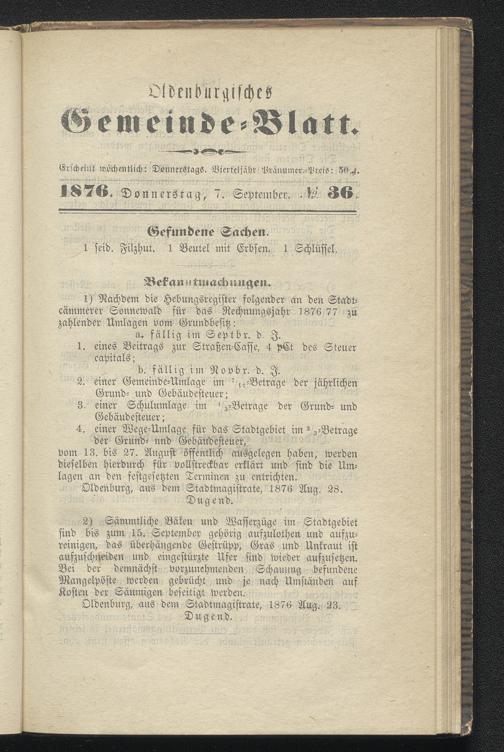 Oldenburgisches
Gemeinde-Blatt.
Erscheint wöchentlich: Donnerstags. Vierteljähr. Pränumer.-Preis: 50 ₰.
1876. Donnerstag, 7. September. № 36.
Gefundene Sachen.
1 seid. Filzhut. 1 Beutel mit Erbsen. 1 Schlüssel.
Bekanntmachungen.
1) Nachdem die Hebungsregister folgender an den Stadt-
cämmerer Sonnewald für das Rechnungsjahr 1876/77 zu
zahlender Umlagen vom Grundbesitz:
a. fällig im Septbr. d. J.
1. eines Beitrags zur Straßen-Casse, 4 pCt des Steuer
capitals;
b. fällig im Novbr. d. J.
2. einer Gemeinde-Umlage im -Betrage der jährlichen
Grund- und Gebäudesteuer;
3. einer Schulumlage im -Betrage der Grund- und
Gebäudesteuer;
4. einer Wege-Umlage für das Stadtgebiet im -Betrage
der Grund- und Gebäudesteuer,
vom 13. bis 27. August öffentlich ausgelegen haben, werden
dieselben hierdurch für vollstreckbar erklärt und sind die Um-
lagen an den festgesetzten Terminen zu entrichten.
Oldenburg, aus dem Stadtmagistrate, 1876 Aug. 28.
Dugend.
2) Sämmtliche Bäken und Wasserzüge im Stadtgebiet
sind bis zum 15. September gehörig aufzulothen und aufzu-
reinigen, das überhängende Gestrüpp, Gras und Unkraut ist
aufzuschneiden und eingestürzte Ufer sind wieder aufzusetzen.
Bei der demnächst vorzunehmenden Schauung befundene
Mangelpöste werden gebrücht und je nach Umständen auf
Kosten der Säumigen beseitigt werden.
Oldenburg, aus dem Stadtmagistrate, 1876 Aug. 23.
Dugend.